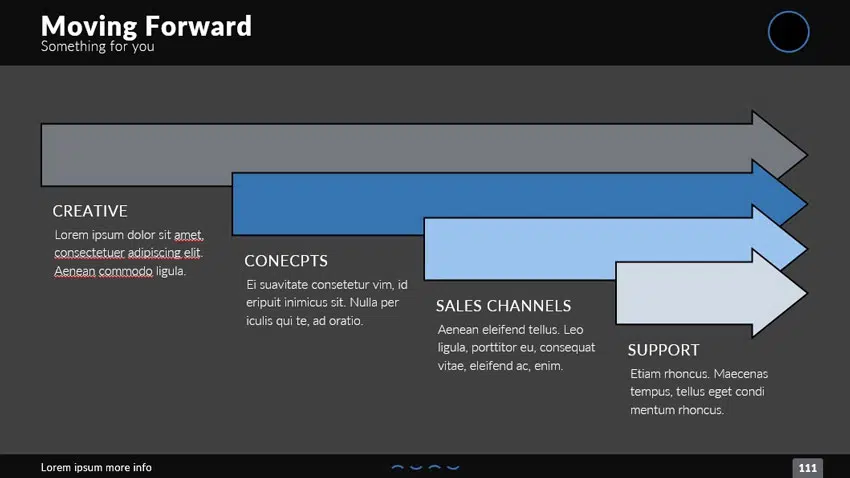 Moving Forward
Something for you
CREATIVE
Lorem ipsum dolor sit amet,
consectetuer adipiscing elit.
Aenean commodo ligula.
CONECPTS
Ei suavitate consetetur vim, id
eripuit inimicus sit. Nulla per
iculis qui te, ad oratio.
SALES CHANNELS
Aenean eleifend tellus. Leo
ligula, porttitor eu, consequat
vitae, eleifend ac, enim.
SUPPORT
Etiam rhoncus. Maecenas
tempus, tellus eget condi
mentum rhoncus.
Lorem ipsum more info
111